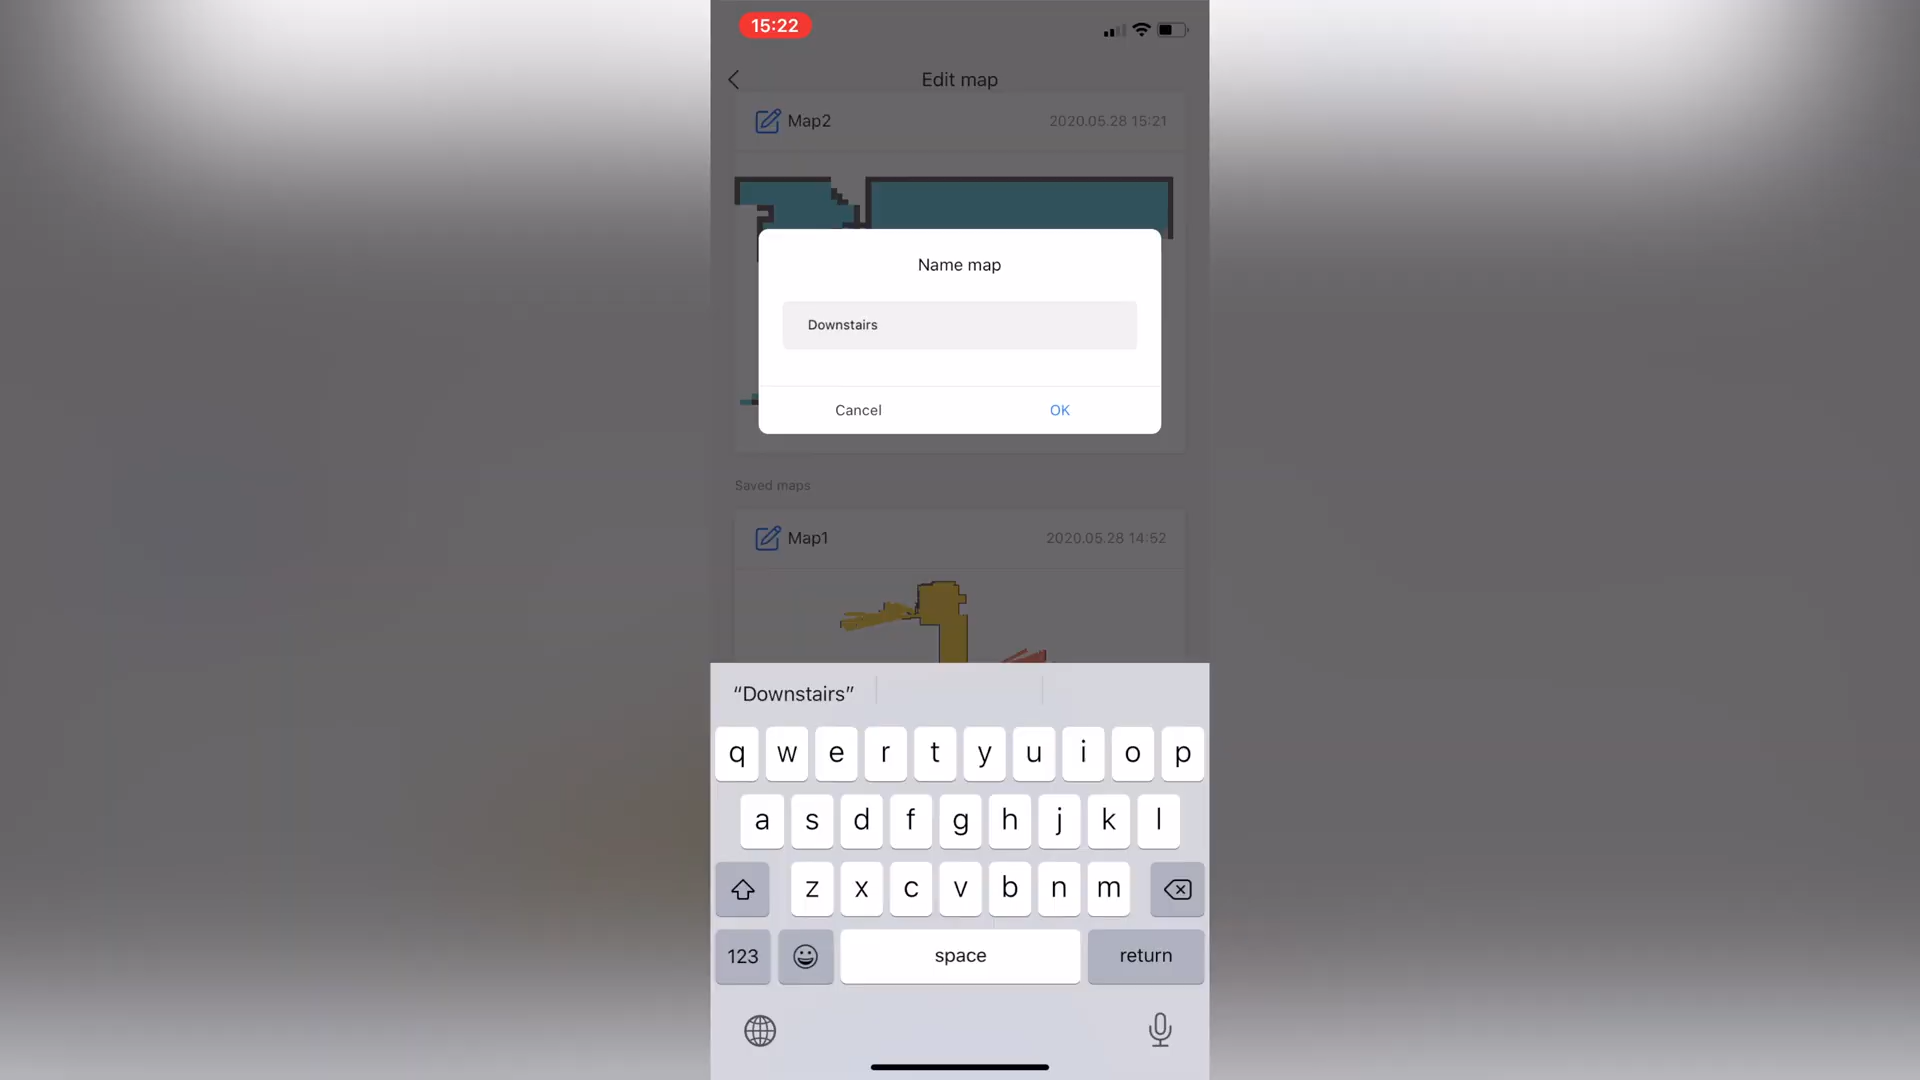 15:22
Edit map
Map2 2020.05.28 15:21
Name map
Downstairs
Cancel OK
Saved maps
Map1 2020.05.28 14:52
“Downstairs”
q w e r t y u i o p
a s d f g h j k l
z x c v b n m
123 space return